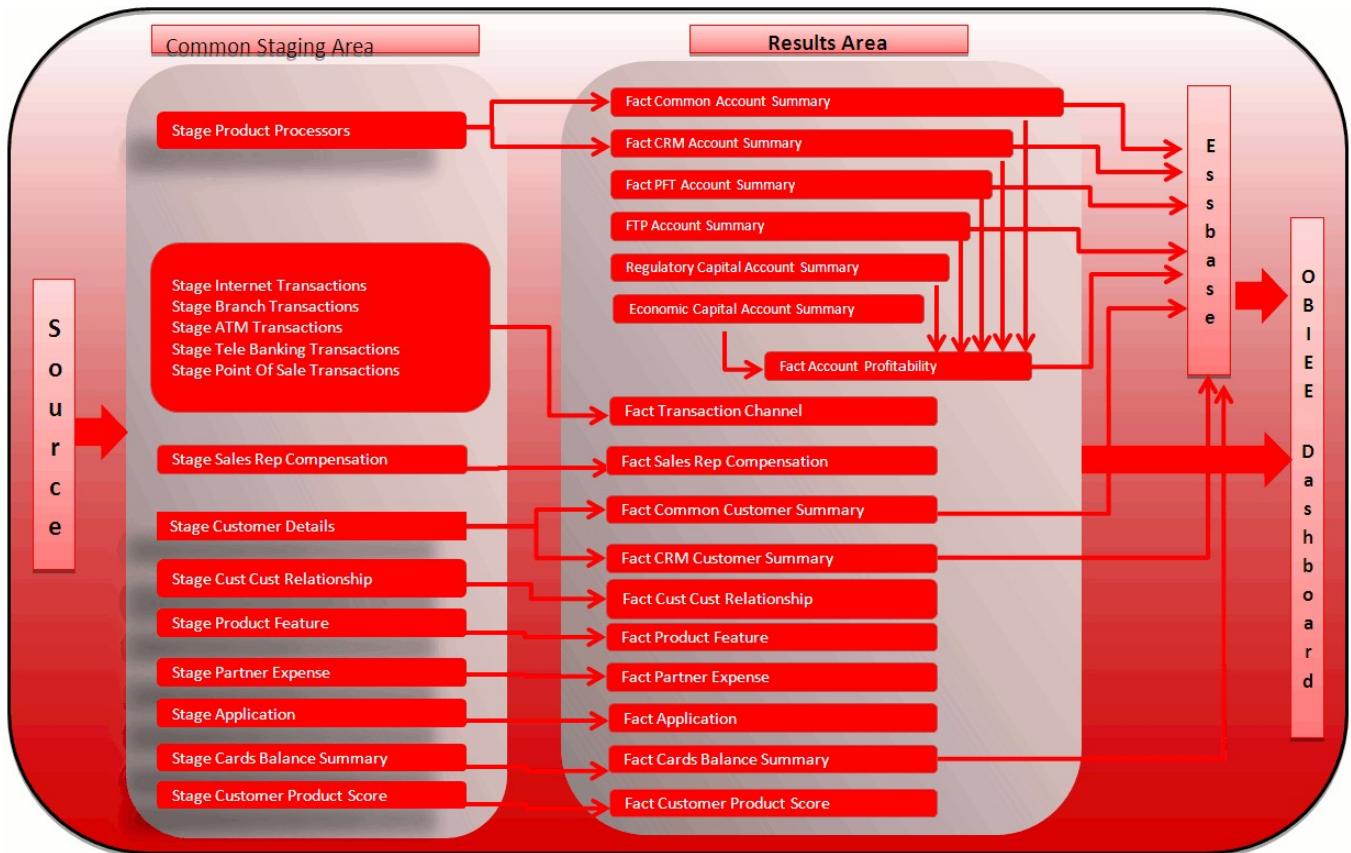 Common Staging Area
Results Area
Source
Stage Product Processors
Stage Internet Transactions
Stage Branch Transactions
Stage ATM Transactions
Stage Tele Banking Transactions
Stage Point Of Sale Transactions
Stage Sales Rep Compensation
Stage Customer Details
Stage Cust Cust Relationship
Stage Product Feature
Stage Partner Expense
Stage Application
Stage Cards Balance Summary
Stage Customer Product Score
Fact Common Account Summary
Fact CRM Account Summary
Fact PFT Account Summary
FTP Account Summary
Regulatory Capital Account Summary
Economic Capital Account Summary
Fact Account Profitability
Fact Transaction Channel
Fact Sales Rep Compensation
Fact Common Customer Summary
Fact CRM Customer Summary
Fact Cust Cust Relationship
Fact Product Feature
Fact Partner Expense
Fact Application
Fact Cards Balance Summary
Fact Customer Product Score
Essbase
OBIEE Dashboard